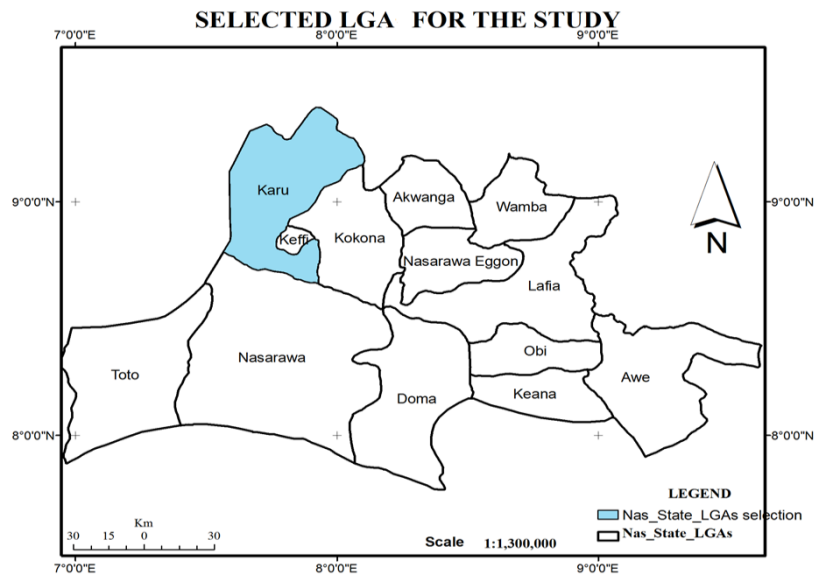 SELECTED LGA FOR THE STUDY
7°0'0"E 8°0'0"E 9°0'0"E
Karu
Akwanga
Wamba
9°0'0"N 9°0'0"N
Keffi
Kokona
N
Nasarawa Eggon
Lafia
Obi
Nasarawa
Toto
Awe
Keana
Doma
8°0'0"N 8°0'0"N
LEGEND
Nas_State_LGAs selection
Nas_State_LGAs
Km
30 15 0 30
Scale 1:1,300,000
7°0'0"E 8°0'0"E 9°0'0"E